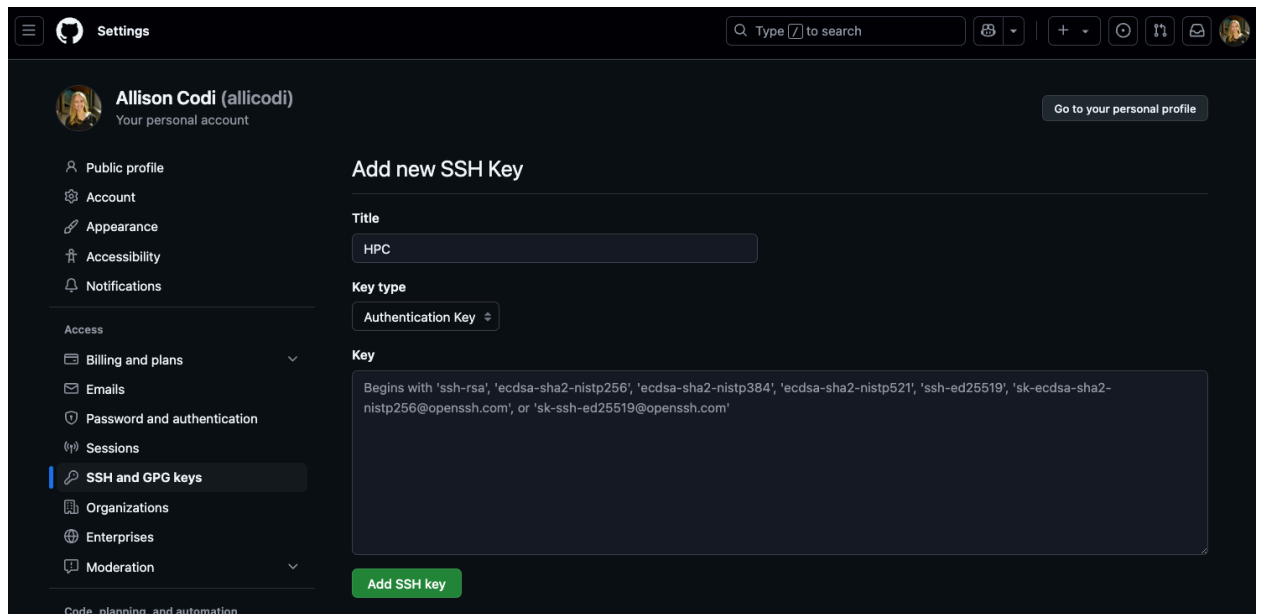 Settings
Type / to search
Allison Codi (allicodi)
Your personal account
Go to your personal profile
Public profile
Account
Appearance
Accessibility
Notifications
Access
Billing and plans
Emails
Password and authentication
Sessions
SSH and GPG keys
Organizations
Enterprises
Moderation
Code, planning, and automation
Add new SSH Key
Title
HPC
Key type
Authentication Key
Key
Begins with 'ssh-rsa', 'ecdsa-sha2-nistp256', 'ecdsa-sha2-nistp384', 'ecdsa-sha2-nistp521', 'ssh-ed25519', 'sk-ecdsa-sha2-
nistp256@openssh.com', or 'sk-ssh-ed25519@openssh.com'
Add SSH key